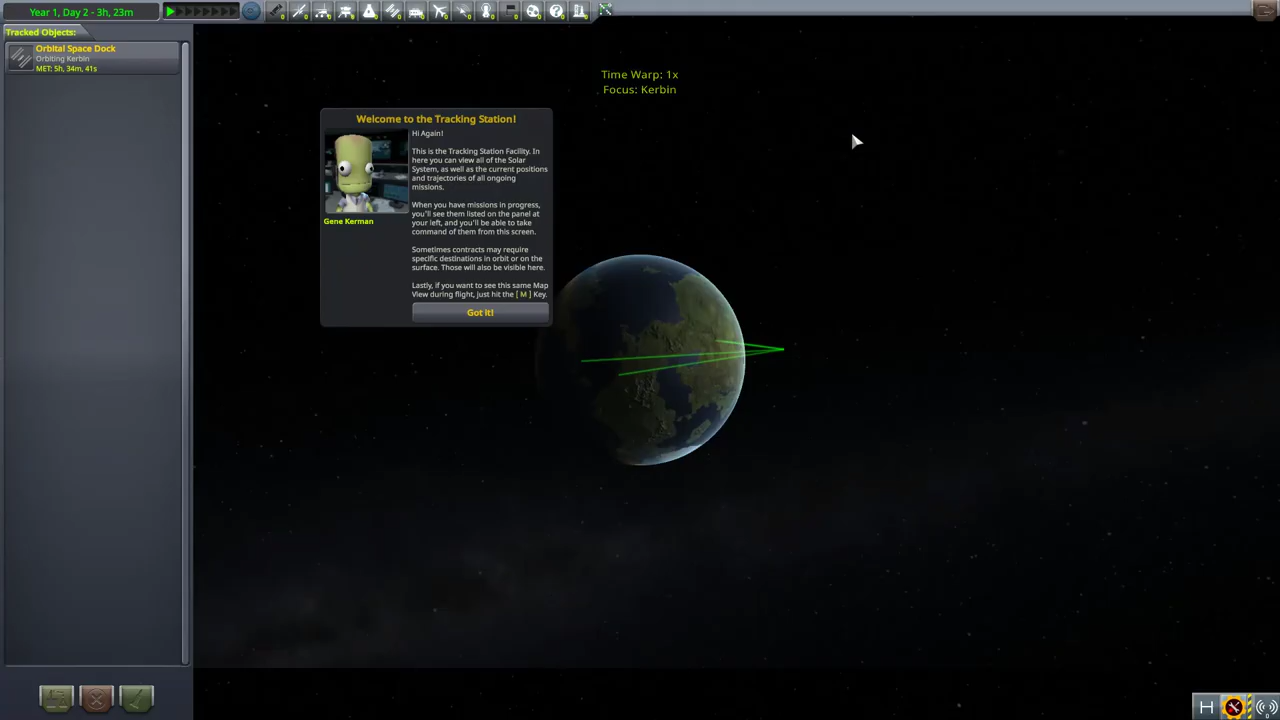 Year 1, Day 2 - 3h, 23m
Tracked Objects:
Orbital Space Dock
Orbiting Kerbin
MET: 5h, 34m, 41s
Time Warp: 1x
Focus: Kerbin
Welcome to the Tracking Station!
Gene Kerman
Hi Again!
This is the Tracking Station Facility. In
here you can view all of the Solar
System, as well as the current positions
and trajectories of all ongoing
missions.
When you have missions in progress,
you'll see them listed on the panel at
your left, and you'll be able to take
command of them from this screen.
Sometimes contracts may require
specific destinations in orbit or on the
surface. Those will also be visible here.
Lastly, if you want to see this same Map
View during flight, just hit the [ M ] Key.
Got it!